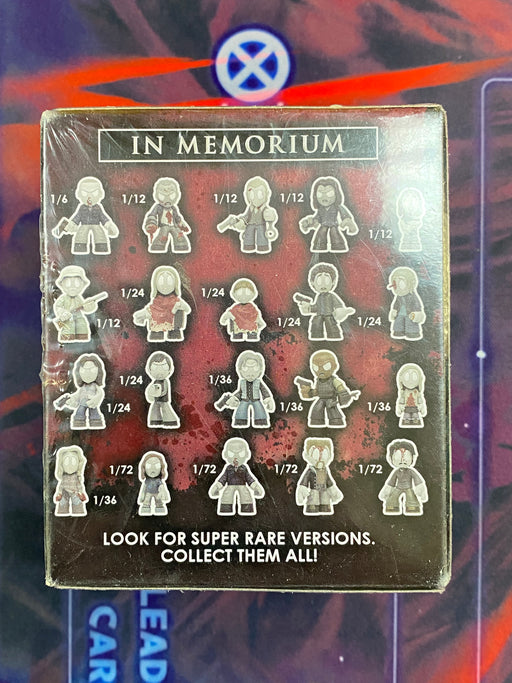 IN MEMORIUM
1/6 1/12 1/12 1/12
1/12
1/24 1/24
1/12 1/24 1/24
1/24 1/36
1/24 1/36 1/36
1/72 1/72 1/72 1/72
1/36
LOOK FOR SUPER RARE VERSIONS.
COLLECT THEM ALL!
LEAD
CAR